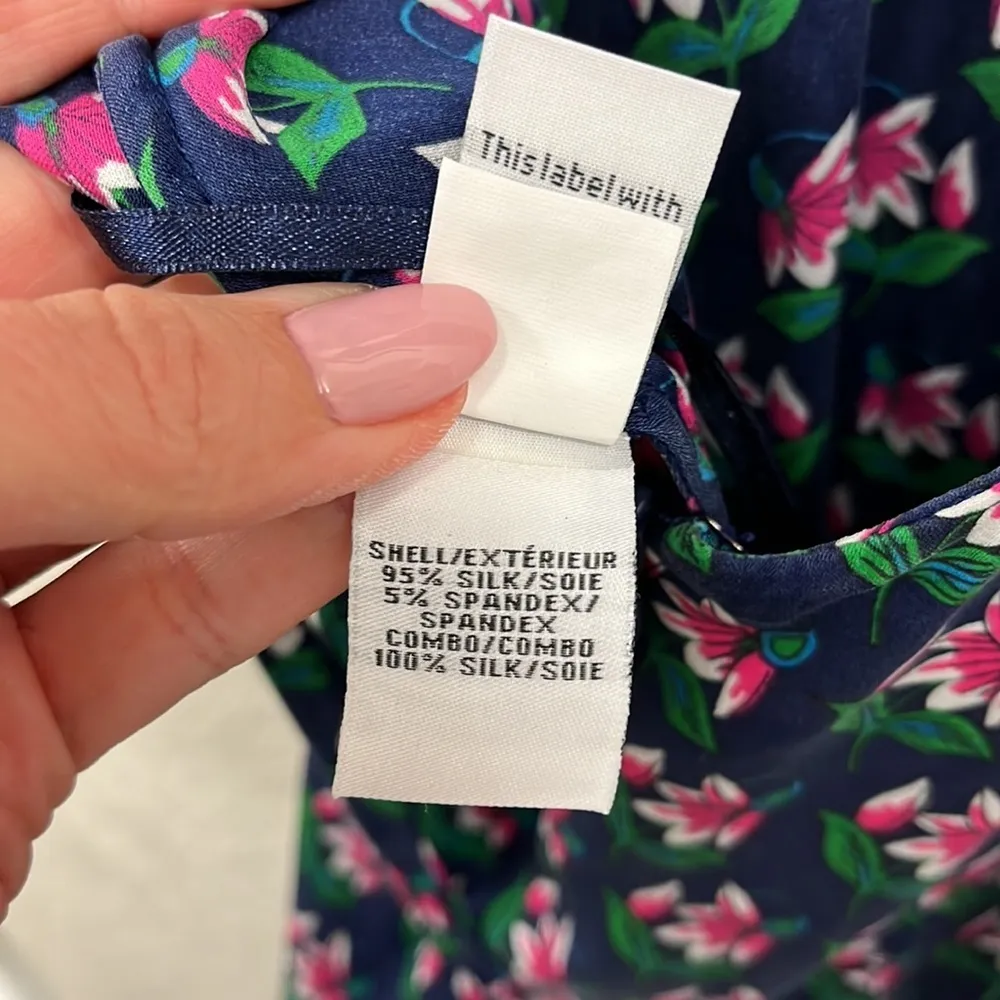 This label with
SHELL/EXTÉRIEUR
95% SILK/SOIE
5% SPANDEX/
SPANDEX
COMBO/COMBO
100% SILK/SOIE